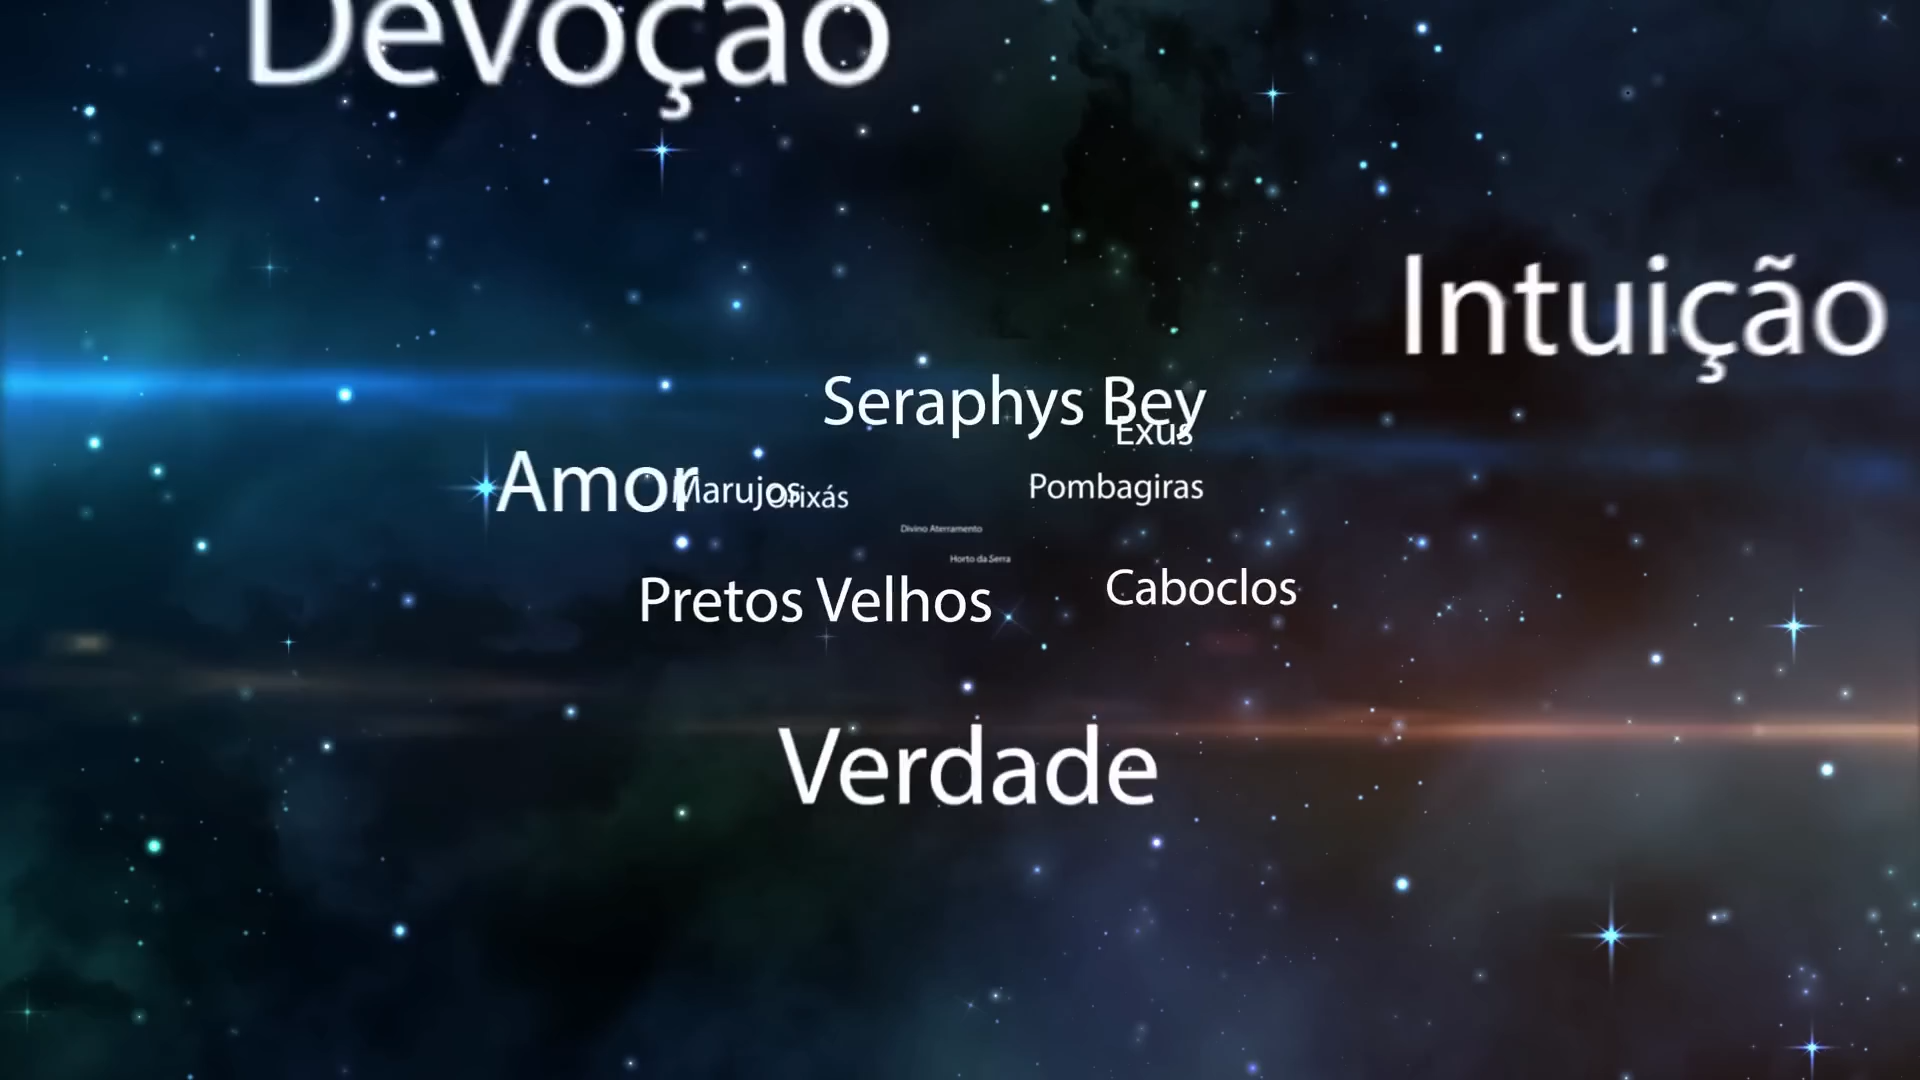 Devoção
Intuição
Seraphys Bey
Exus
Amor
Marujos
Orixás
Pombagiras
Divino Aterramento
Horto da Serra
Pretos Velhos
Caboclos
Verdade